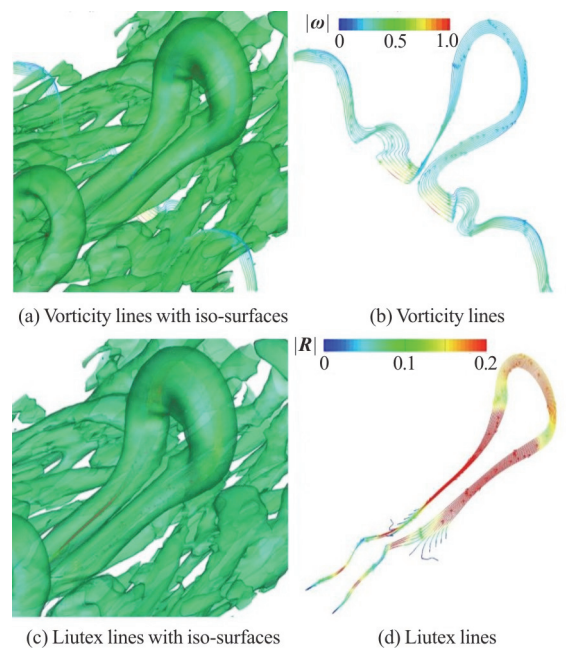 |ω|
0 0.5 1.0
(a) Vorticity lines with iso-surfaces
(b) Vorticity lines
|R|
0 0.1 0.2
(c) Liutex lines with iso-surfaces
(d) Liutex lines